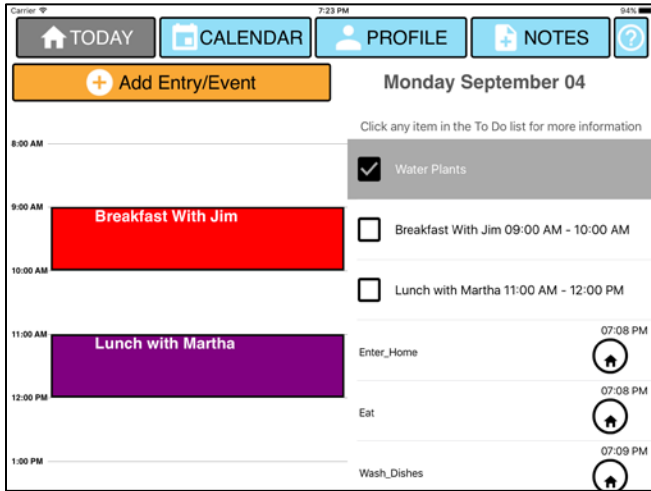 Carrier 7:23 PM 94%
TODAY CALENDAR PROFILE NOTES ?
+ Add Entry/Event
Monday September 04
Click any item in the To Do list for more information
8:00 AM
Water Plants
9:00 AM
Breakfast With Jim
Breakfast With Jim 09:00 AM - 10:00 AM
10:00 AM
Lunch with Martha 11:00 AM - 12:00 PM
11:00 AM
Lunch with Martha
07:08 PM
Enter_Home
12:00 PM
07:08 PM
Eat
1:00 PM
07:09 PM
Wash_Dishes